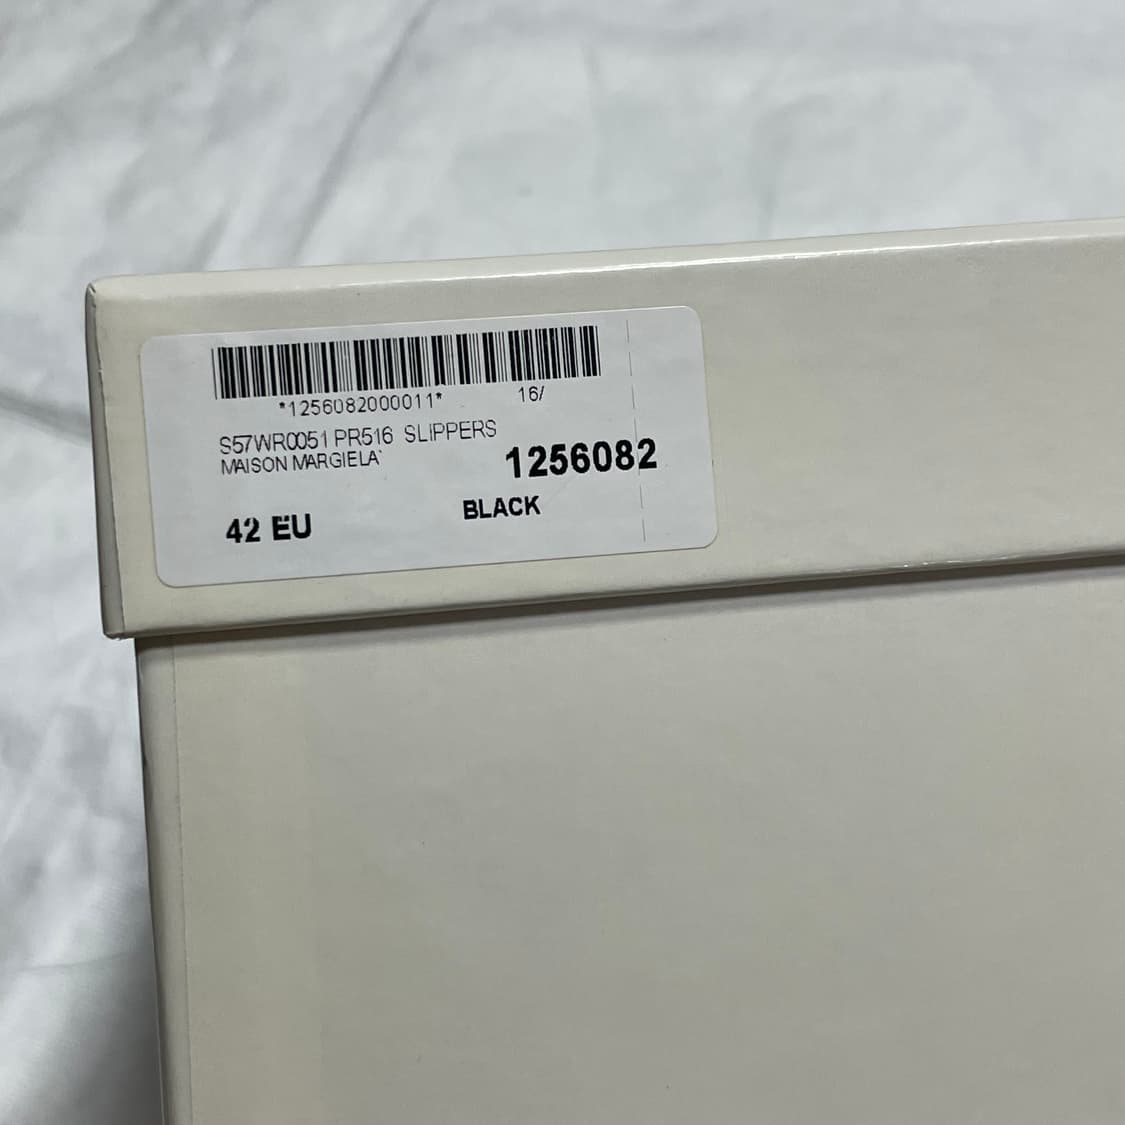 *1256082000011*
16/
S57WR0051 PR516 SLIPPERS
MAISON MARGIELA`
1256082
42 EU
BLACK